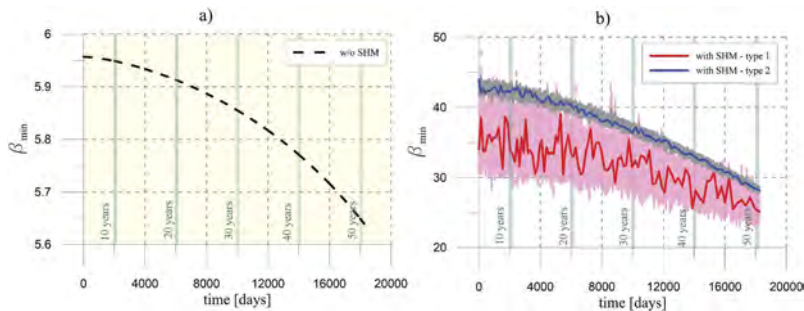 a)
6
5.9
5.8
5.7
5.6
β min
w/o SHM
10 years
20 years
30 years
40 years
50 years
0
4000
8000
12000
16000
20000
time [days]
b)
50
40
30
20
β min
with SHM - type 1
with SHM - type 2
10 years
20 years
30 years
40 years
50 years
0
4000
8000
12000
16000
20000
time [days]